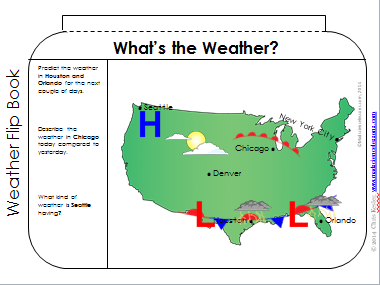 What's the Weather?
Weather Flip Book
Predict the weather
in Houston and
Orlando for the next
couple of days.
Describe the
weather in Chicago
today compared to
yesterday.
What kind of
weather is Seattle
having?
Seattle
H
New York City
Chicago
Denver
L
Houston
L
Orlando